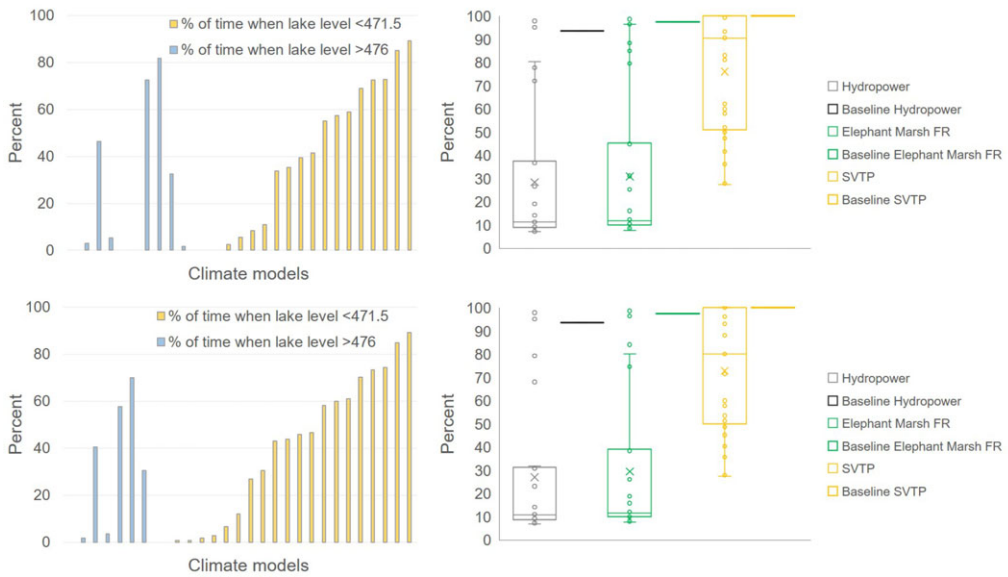 % of time when lake level <471.5
% of time when lake level >476
Percent
100
80
60
40
20
0
Climate models
Percent
100
90
80
70
60
50
40
30
20
10
0
Hydropower
Baseline Hydropower
Elephant Marsh FR
Baseline Elephant Marsh FR
SVTP
Baseline SVTP
% of time when lake level <471.5
% of time when lake level >476
Percent
100
80
60
40
20
0
Climate models
Percent
100
90
80
70
60
50
40
30
20
10
0
Hydropower
Baseline Hydropower
Elephant Marsh FR
Baseline Elephant Marsh FR
SVTP
Baseline SVTP